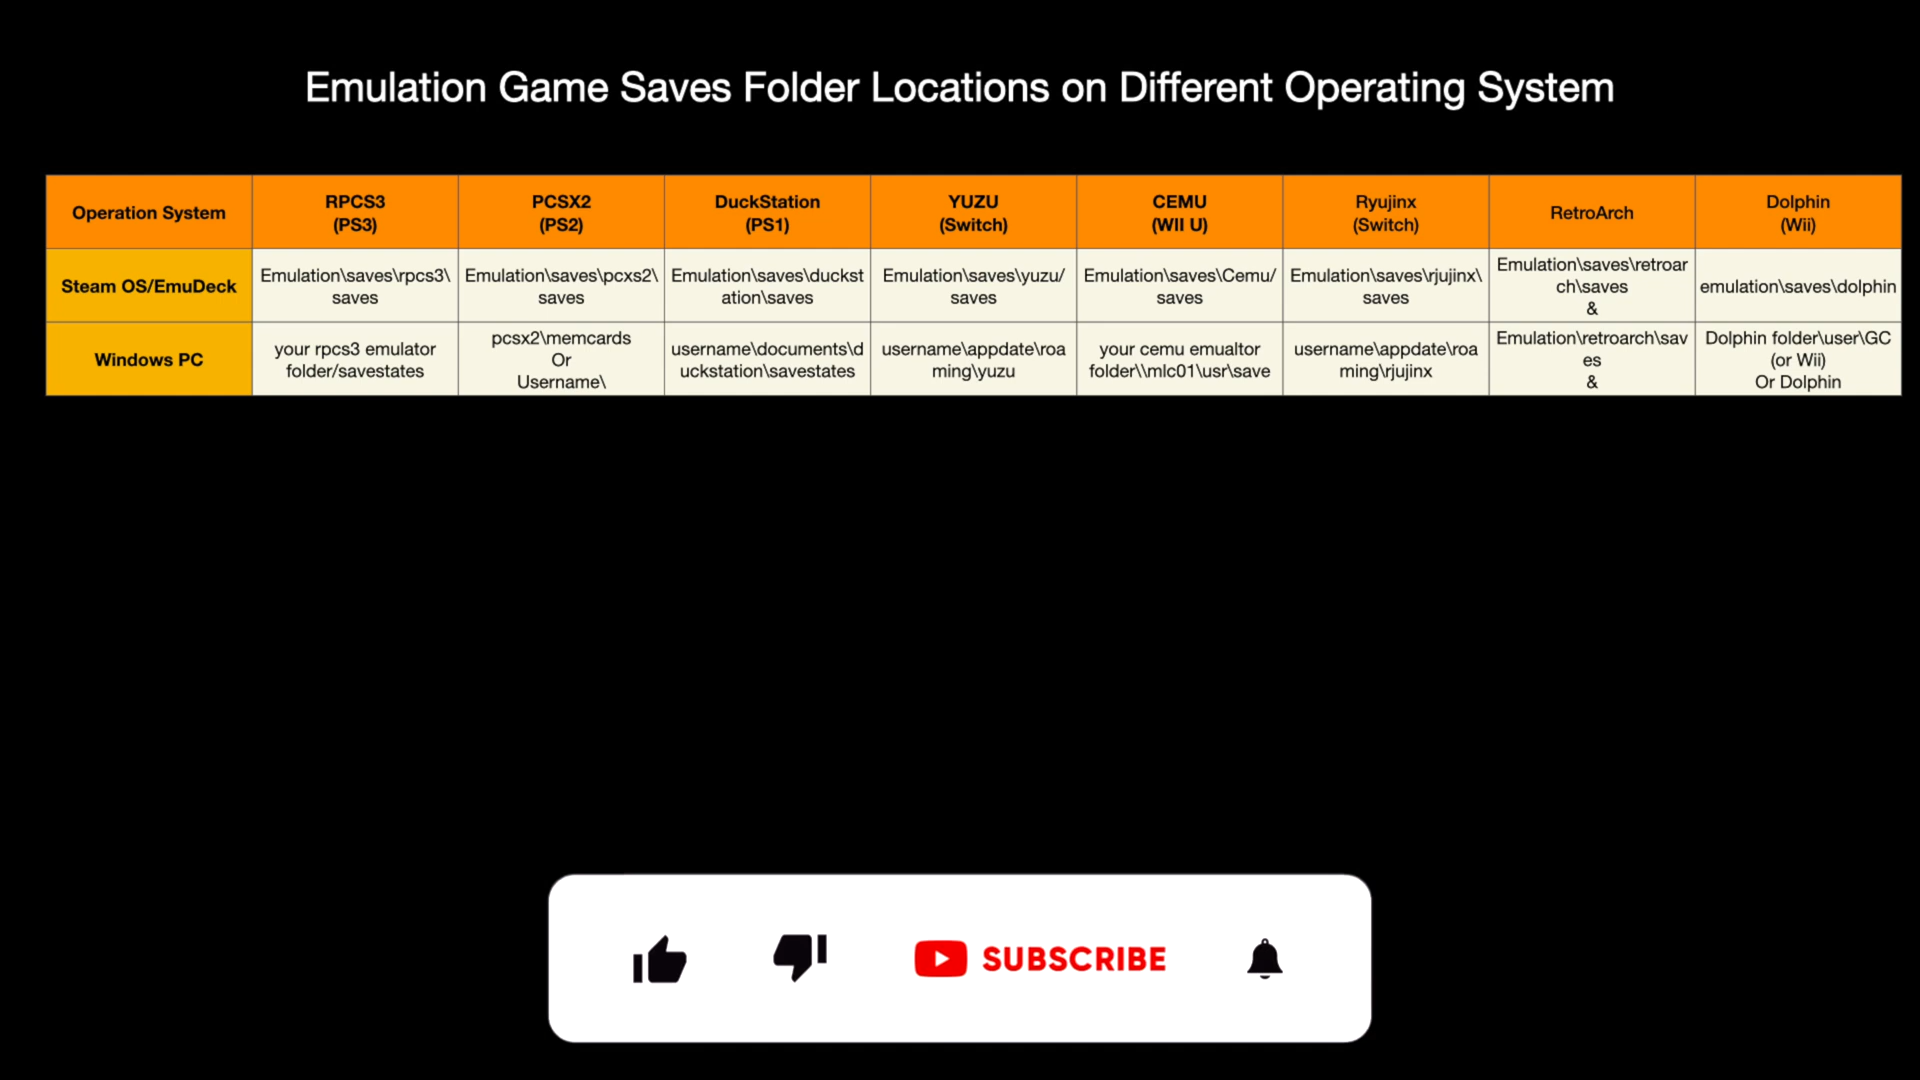 Emulation Game Saves Folder Locations on Different Operating System
Operation System
RPCS3
(PS3)
PCSX2
(PS2)
DuckStation
(PS1)
YUZU
(Switch)
CEMU
(WII U)
Ryujinx
(Switch)
RetroArch
Dolphin
(Wii)
Steam OS/EmuDeck
Emulation\saves\rpcs3\
saves
Emulation\saves\pcxs2\
saves
Emulation\saves\duckst
ation\saves
Emulation\saves\yuzu/
saves
Emulation\saves\Cemu/
saves
Emulation\saves\rjujinx\
saves
Emulation\saves\retroar
ch\saves
&
emulation\saves\dolphin
Windows PC
your rpcs3 emulator
folder/savestates
pcsx2\memcards
Or
Username\
username\documents\d
uckstation\savestates
username\appdate\roa
ming\yuzu
your cemu emualtor
folder\\mlc01\usr\save
username\appdate\roa
ming\rjujinx
Emulation\retroarch\sav
es
&
Dolphin folder\user\GC
(or Wii)
Or Dolphin
SUBSCRIBE